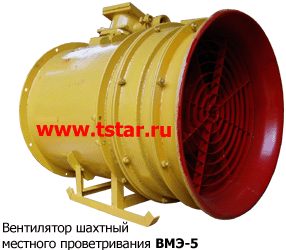 www.tstar.ru
Вентилятор шахтный
местного проветривания ВМЭ-5